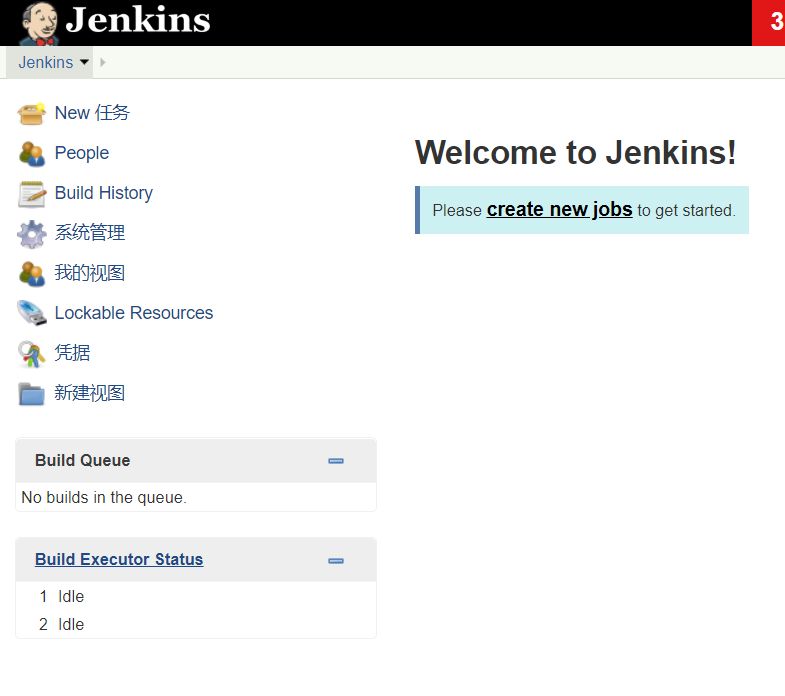 Jenkins
3
Jenkins
New 任务
People
Build History
系统管理
我的视图
Lockable Resources
凭据
新建视图
Build Queue
No builds in the queue.
Build Executor Status
1 Idle
2 Idle
Welcome to Jenkins!
Please create new jobs to get started.